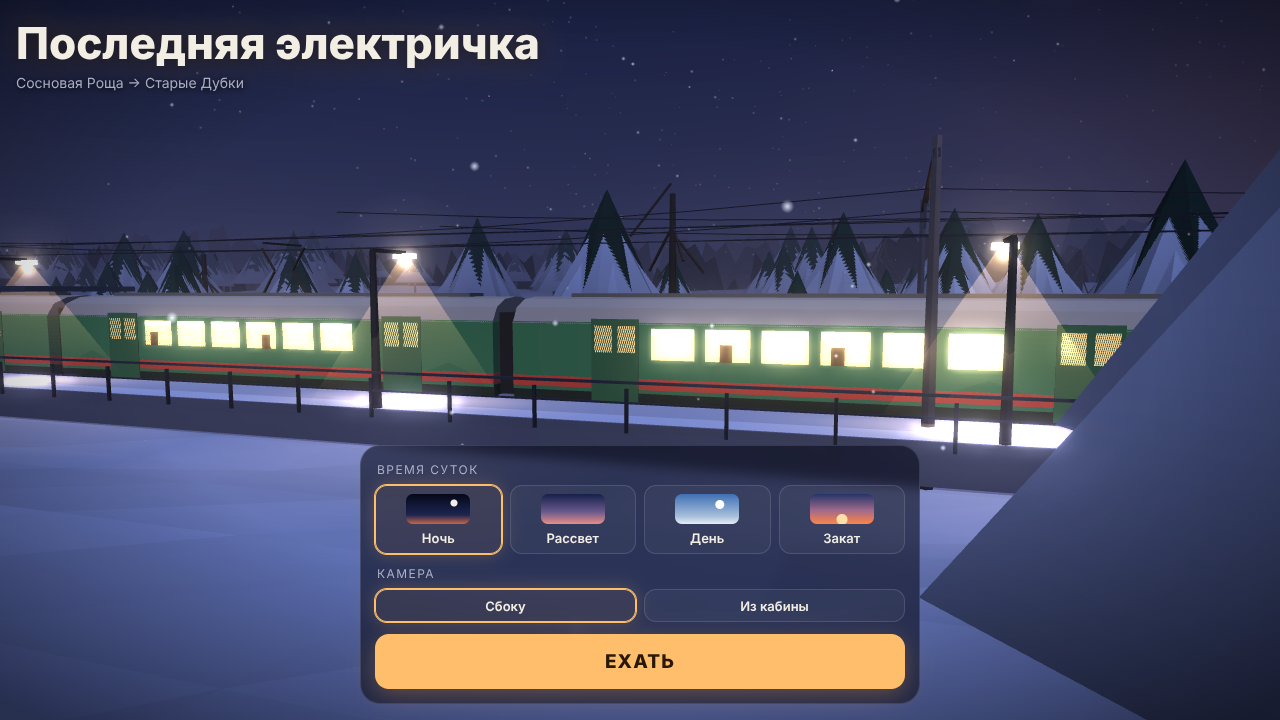 Последняя электричка
Сосновая Роща → Старые Дубки
ВРЕМЯ СУТОК
Ночь
Рассвет
День
Закат
КАМЕРА
Сбоку
Из кабины
ЕХАТЬ